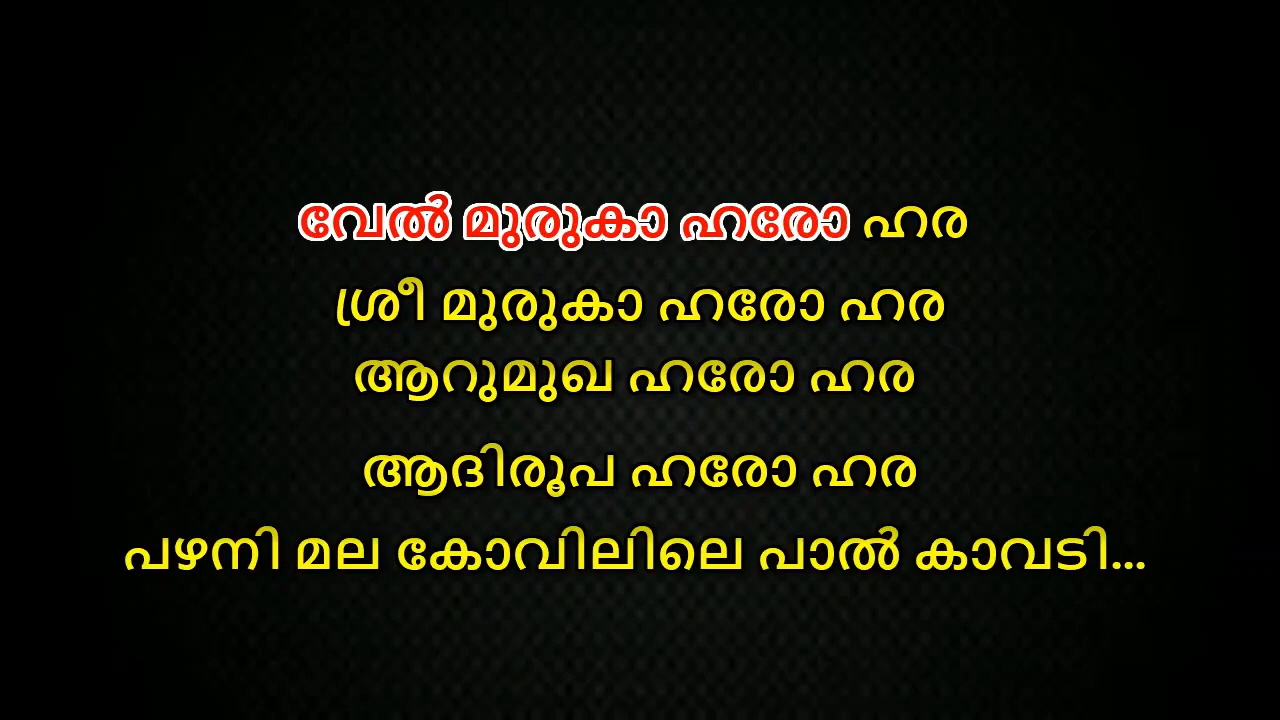 വേൽ മുരുകാ ഹരോ ഹര
ശ്രീ മുരുകാ ഹരോ ഹര
ആറുമുഖ ഹരോ ഹര
ആദിരൂപ ഹരോ ഹര
പഴനി മല കോവിലിലെ പാൽ കാവടി...